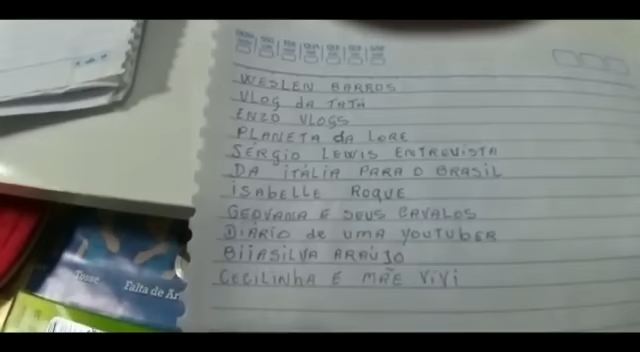 WESLEN BARROS
VLOG da TATA
ENZO VLOGS
PLANETA da LORE
SÉRGIO LEWIS ENTREVISTA
DA ITÁLIA PARA O BRASIL
ISABELLE ROQUE
GEOVANA E SEUS CAVALOS
DIÁRIO de UMA YOUTUBER
BIIASILVA ARAÚJO
CECILINHA E MÃE VIVI
Tosse
Falta de Ar